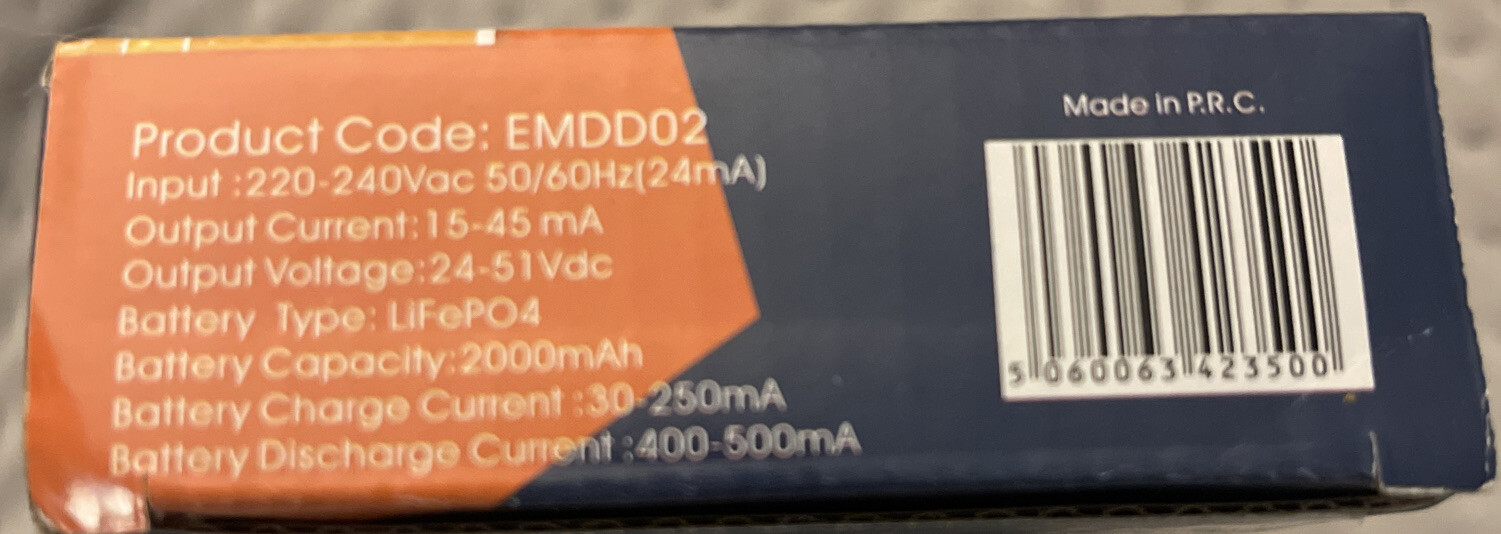 Product Code: EMDD02
Input :220-240Vac 50/60Hz(24mA)
Output Current:15-45 mA
Output Voltage:24-51Vdc
Battery Type: LiFePO4
Battery Capacity:2000mAh
Battery Charge Current :30-250mA
Battery Discharge Current :400-500mA
Made in P.R.C.
5 060063 423500